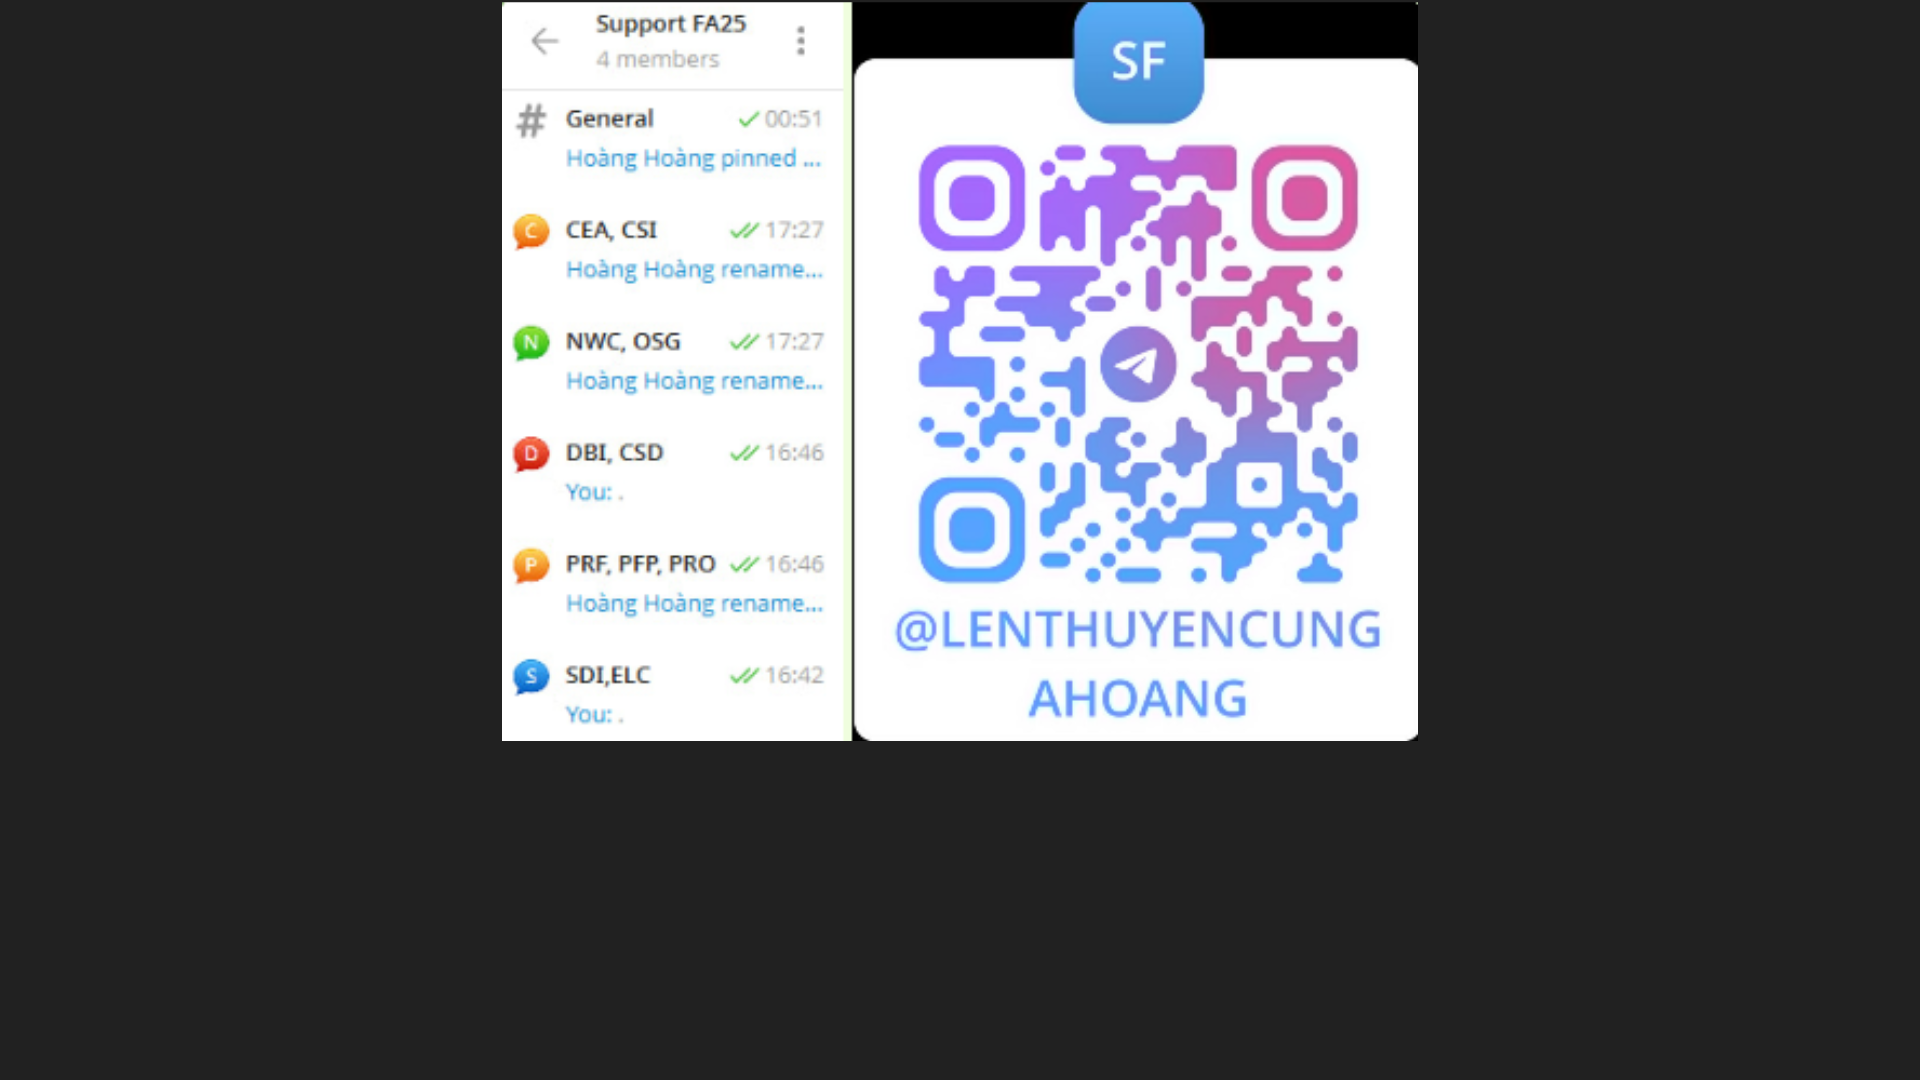 Support FA25
4 members
# General 00:51
Hoàng Hoàng pinned ...
C CEA, CSI 17:27
Hoàng Hoàng rename...
N NWC, OSG 17:27
Hoàng Hoàng rename...
D DBI, CSD 16:46
You: .
P PRF, PFP, PRO 16:46
Hoàng Hoàng rename...
S SDI,ELC 16:42
You: .
SF
@LENTHUYENCUNG
AHOANG